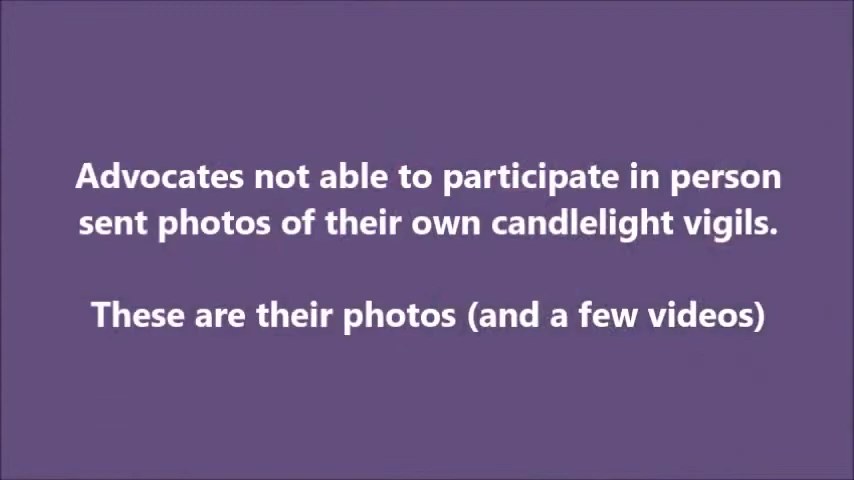 Advocates not able to participate in person
sent photos of their own candlelight vigils.
These are their photos (and a few videos)